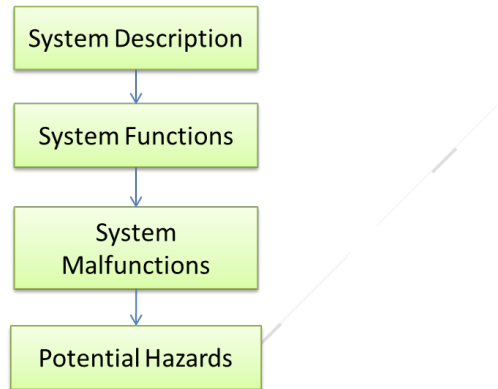 System Description
System Functions
System
Malfunctions
Potential Hazards